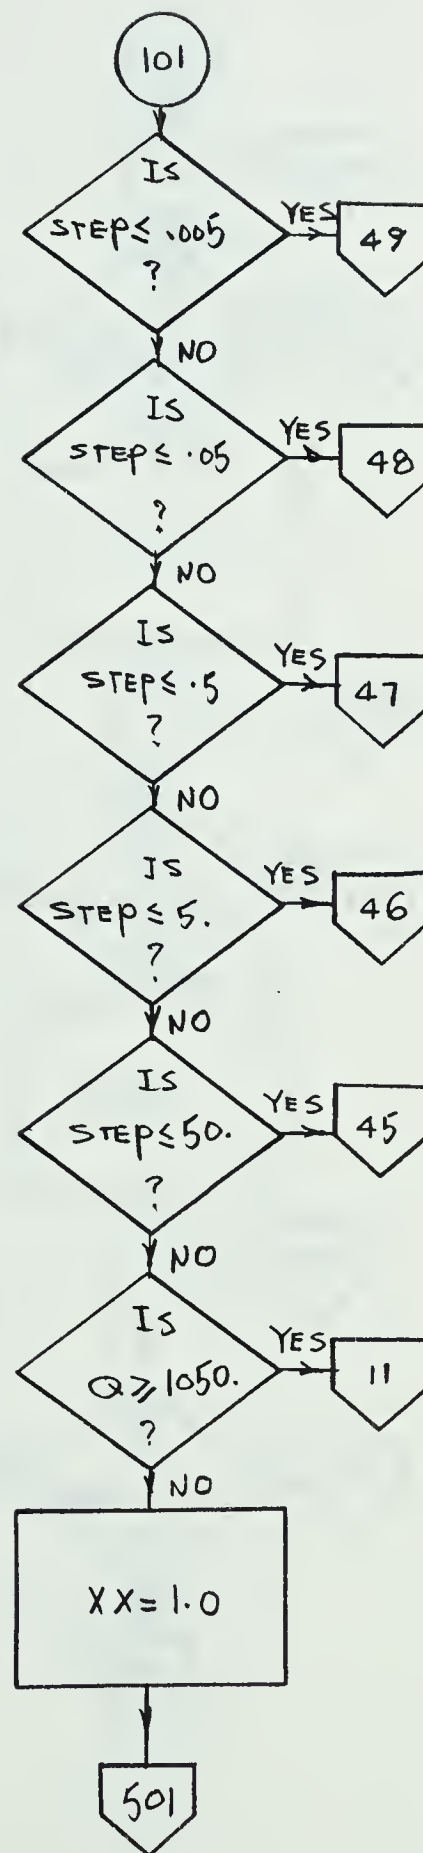 101
IS
STEP ≤ .005
?
YES
49
NO
IS
STEP ≤ .05
?
YES
48
NO
IS
STEP ≤ .5
?
YES
47
NO
IS
STEP ≤ 5.
?
YES
46
NO
IS
STEP ≤ 50.
?
YES
45
NO
IS
Q ⩾ 1050.
?
YES
11
NO
XX = 1.0
501